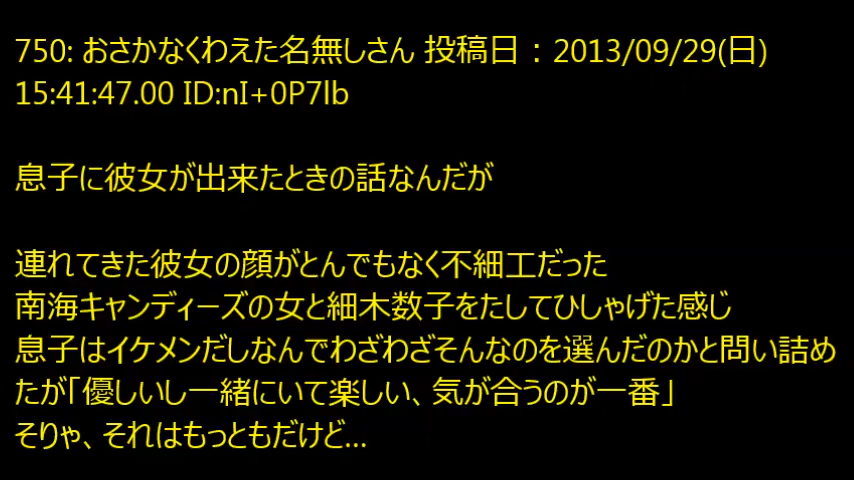 750: おさかなくわえた名無しさん 投稿日：2013/09/29(日)
15:41:47.00 ID:nI+0P7lb
息子に彼女が出来たときの話なんだが
連れてきた彼女の顔がとんでもなく不細工だった
南海キャンディーズの女と細木数子をたしてひしゃげた感じ
息子はイケメンだしなんでわざわざそんなのを選んだのかと問い詰め
たが「優しいし一緒にいて楽しい、気が合うのが一番」
そりゃ、それはもっともだけど…